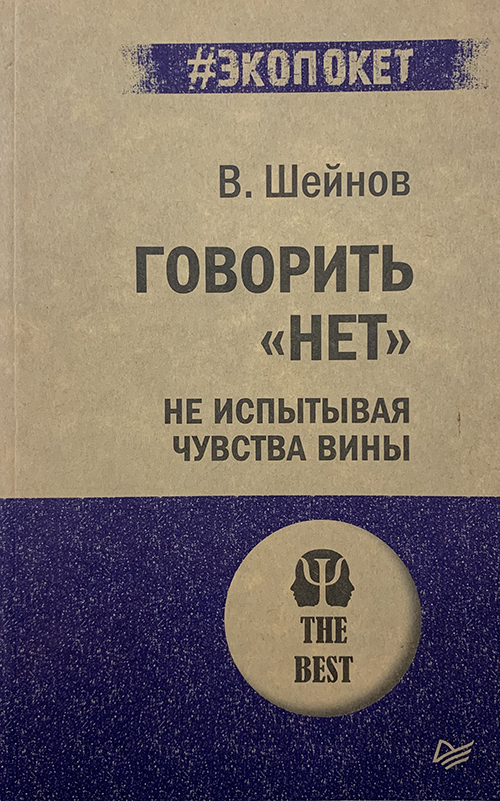 #ЭКОПОКЕТ
В. Шейнов
ГОВОРИТЬ
«НЕТ»
НЕ ИСПЫТЫВАЯ
ЧУВСТВА ВИНЫ
Ψ
THE
BEST